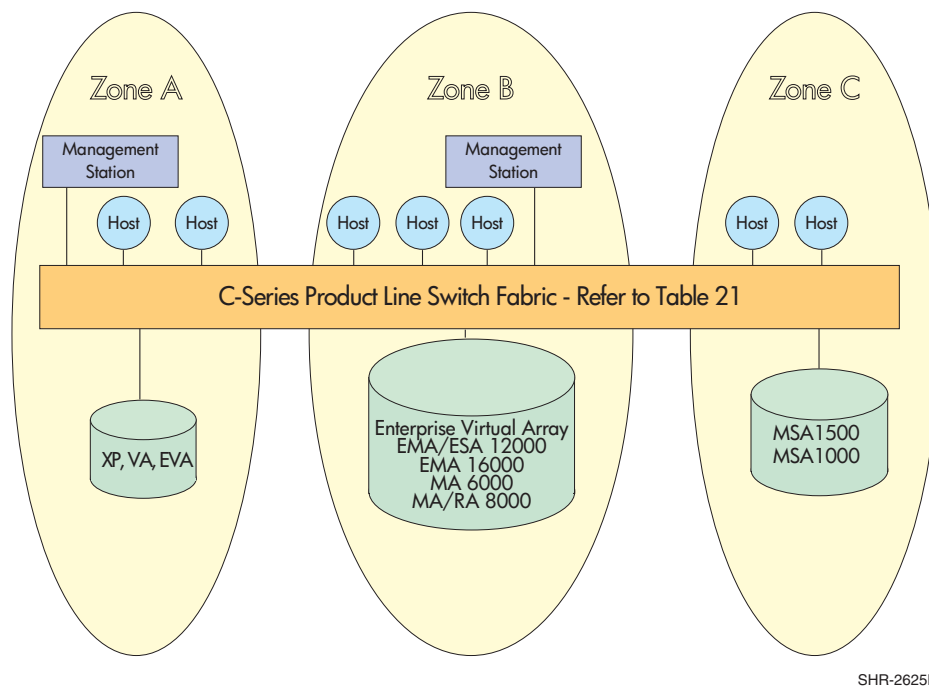 Zone A
Zone B
Zone C
Management
Station
Management
Station
Host
Host
Host
Host
Host
Host
Host
C-Series Product Line Switch Fabric - Refer to Table 21
XP, VA, EVA
Enterprise Virtual Array
EMA/ESA 12000
EMA 16000
MA 6000
MA/RA 8000
MSA1500
MSA1000